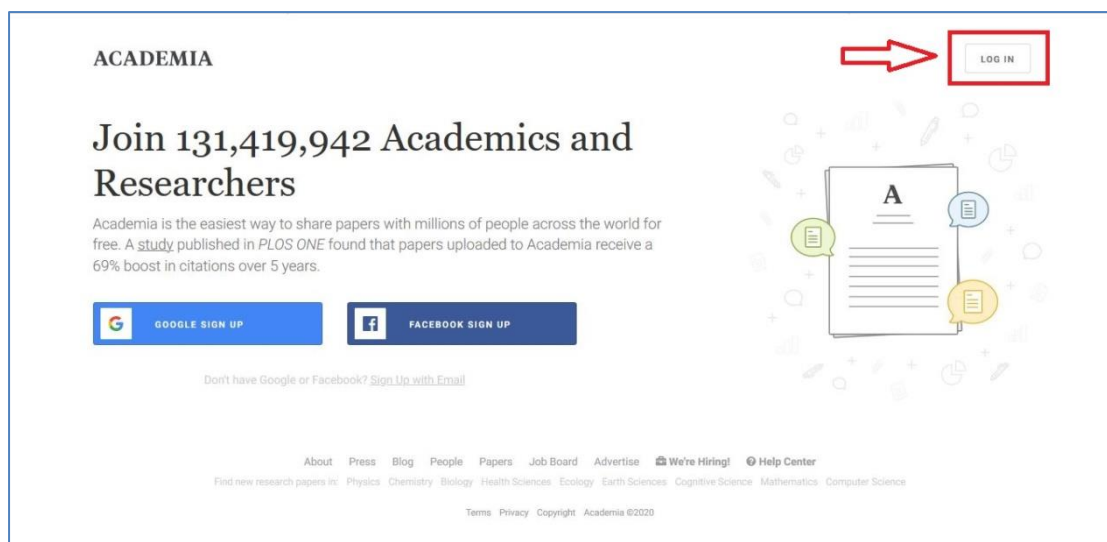 ACADEMIA
LOG IN
Join 131,419,942 Academics and
Researchers
Academia is the easiest way to share papers with millions of people across the world for
free. A study published in PLOS ONE found that papers uploaded to Academia receive a
69% boost in citations over 5 years.
A
GOOGLE SIGN UP
FACEBOOK SIGN UP
Don't have Google or Facebook? Sign Up with Email
About Press Blog People Papers Job Board Advertise We're Hiring! Help Center
Find new research papers in: Physics Chemistry Biology Health Sciences Ecology Earth Sciences Cognitive Science Mathematics Computer Science
Terms Privacy Copyright Academia ©2020